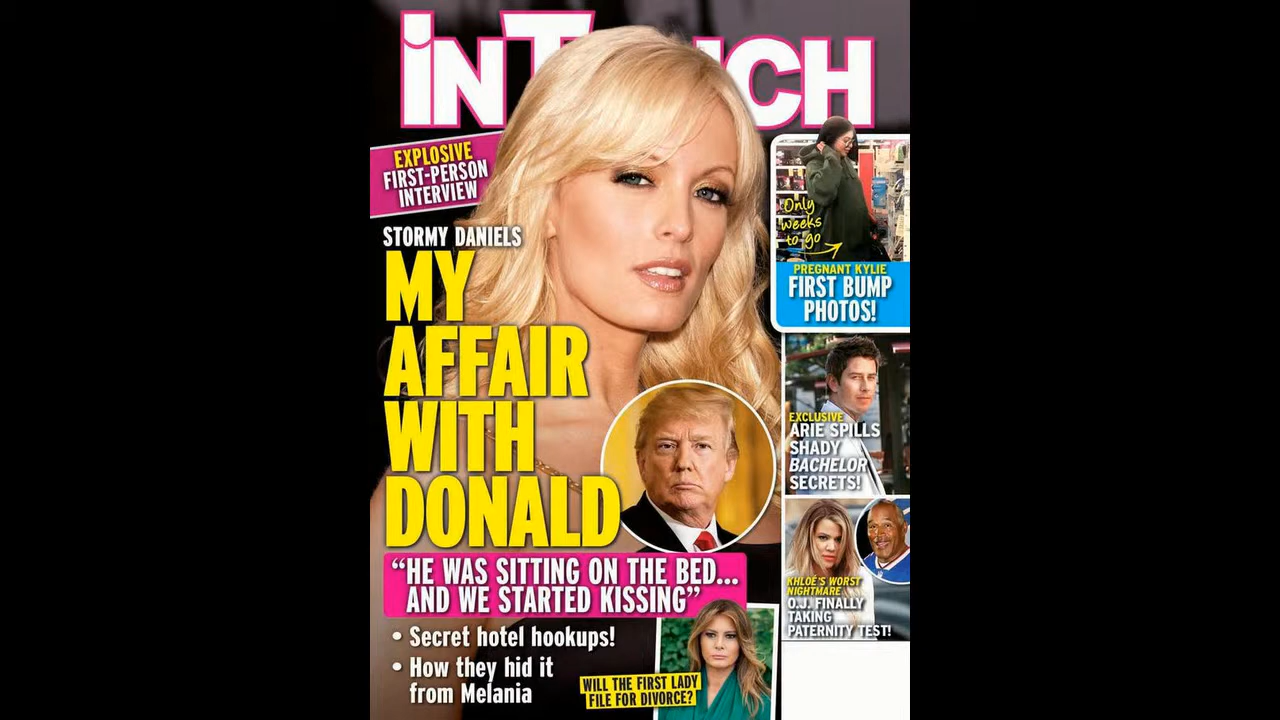 iNTOUCH
EXPLOSIVE
FIRST-PERSON
INTERVIEW
STORMY DANIELS
MY
AFFAIR
WITH
DONALD
“HE WAS SITTING ON THE BED...
AND WE STARTED KISSING”
• Secret hotel hookups!
• How they hid it
from Melania
WILL THE FIRST LADY
FILE FOR DIVORCE?
Only
weeks
to go
PREGNANT KYLIE
FIRST BUMP
PHOTOS!
EXCLUSIVE
ARIE SPILLS
SHADY
BACHELOR
SECRETS!
KHLOÉ’S WORST
NIGHTMARE
O.J. FINALLY
TAKING
PATERNITY TEST!